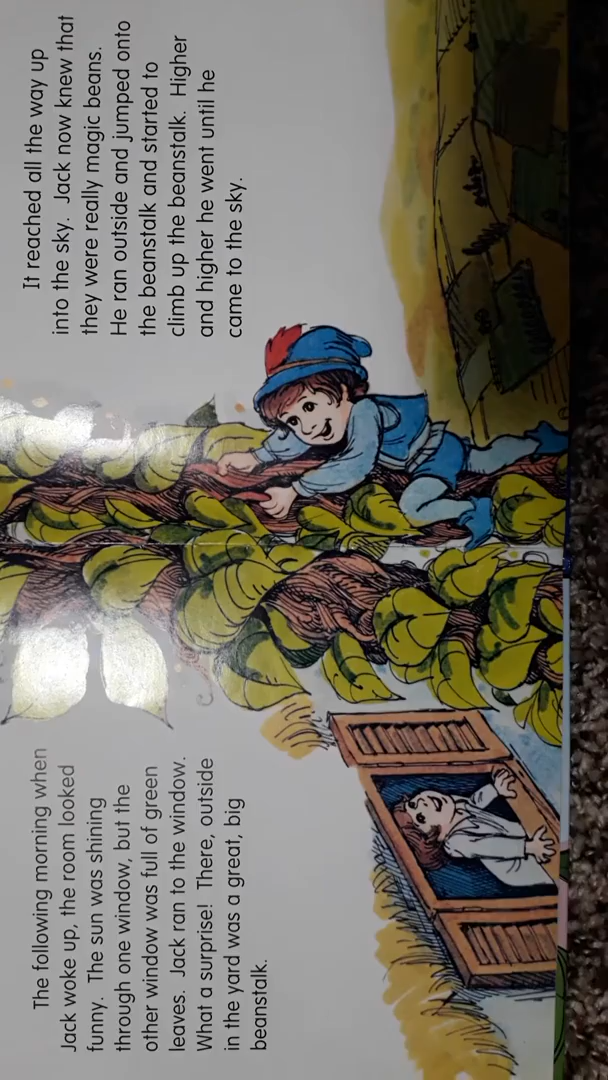 The following morning when
Jack woke up, the room looked
funny. The sun was shining
through one window, but the
other window was full of green
leaves. Jack ran to the window.
What a surprise! There, outside
in the yard was a great, big
beanstalk.
It reached all the way up
into the sky. Jack now knew that
they were really magic beans.
He ran outside and jumped onto
the beanstalk and started to
climb up the beanstalk. Higher
and higher he went until he
came to the sky.